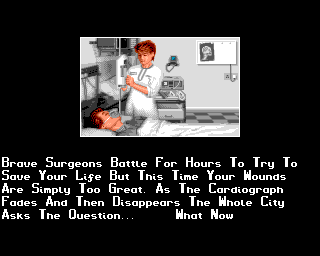 Brave Surgeons Battle For Hours To Try To
Save Your Life But This Time Your Wounds
Are Simply Too Great. As The Cardiograph
Fades And Then Disappears The Whole City
Asks The Question... What Now